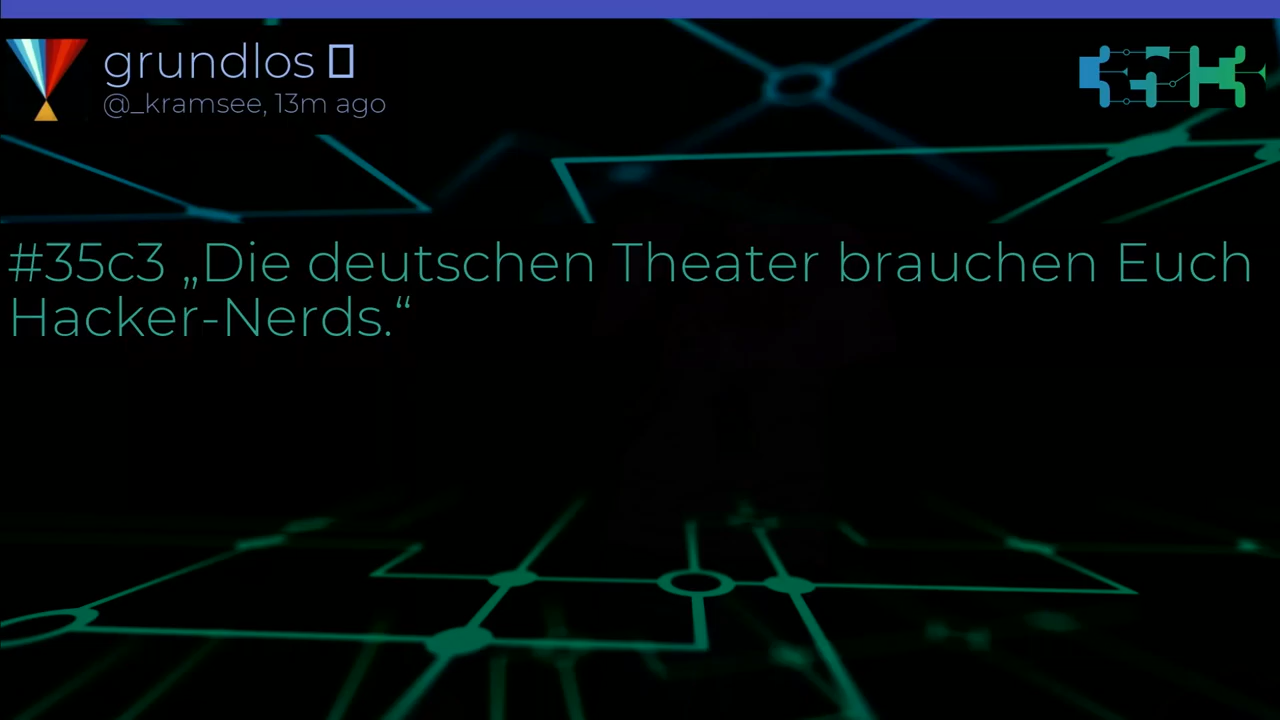 grundlos
@_kramsee, 13m ago
#35c3 „Die deutschen Theater brauchen Euch
Hacker-Nerds.“